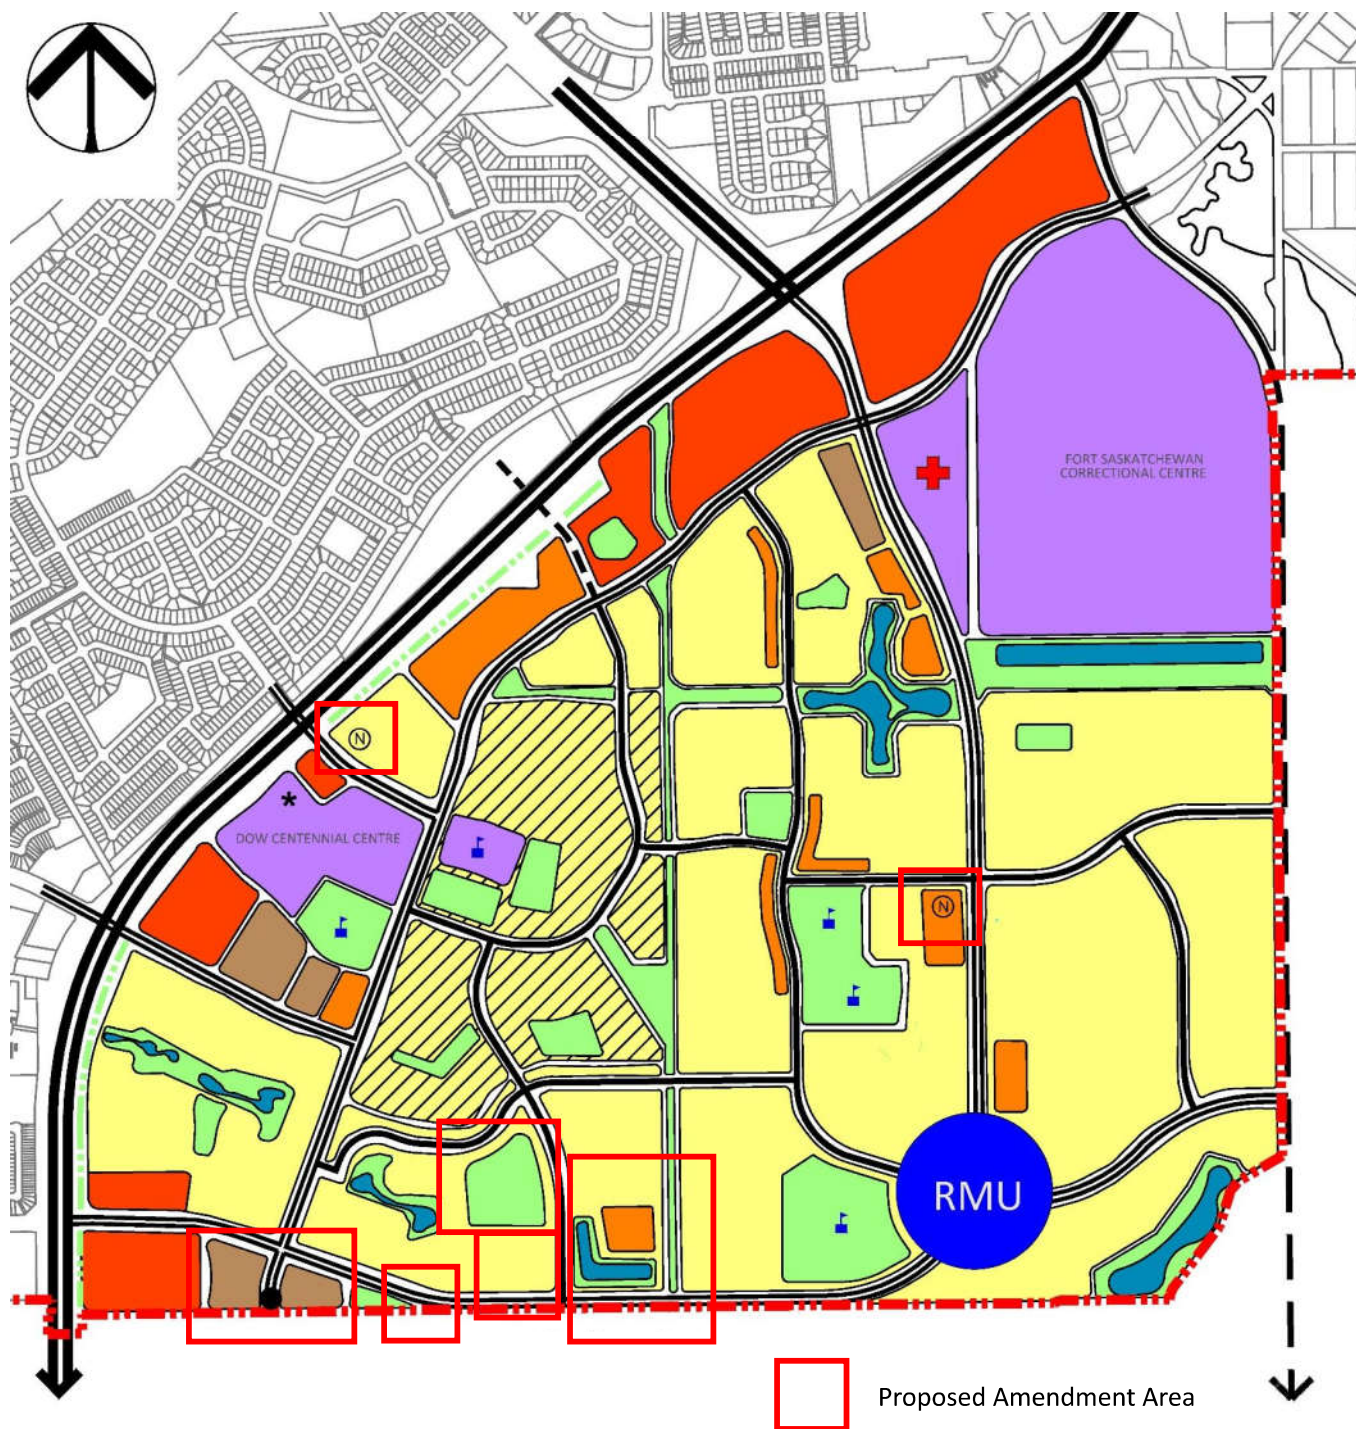 FORT SASKATCHEWAN
CORRECTIONAL CENTRE
N
*
DOW CENTENNIAL CENTRE
N
RMU
Proposed Amendment Area